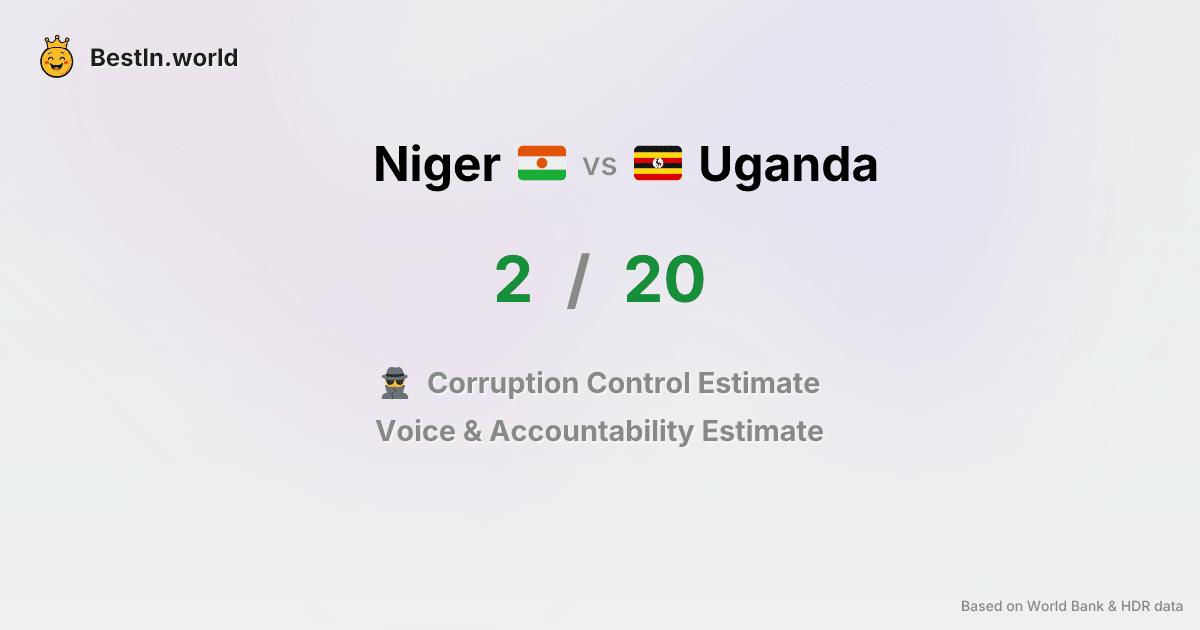 BestIn.world
Niger vs Uganda
2 / 20
Corruption Control Estimate
Voice & Accountability Estimate
Based on World Bank & HDR data